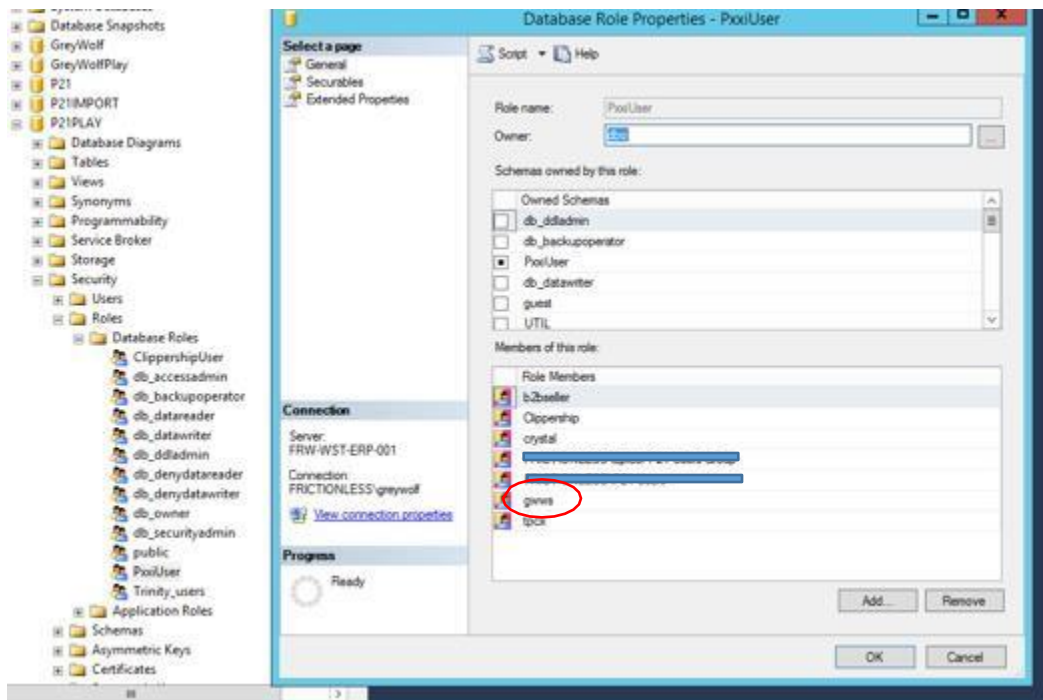 Database Snapshots
GreyWolf
GreyWolfPlay
P21
P21IMPORT
P21PLAY
Database Diagrams
Tables
Views
Synonyms
Programmability
Service Broker
Storage
Security
Users
Roles
Database Roles
ClippershipUser
db_accessadmin
db_backupoperator
db_datareader
db_datawriter
db_ddladmin
db_denydatareader
db_denydatawriter
db_owner
db_securityadmin
public
PxxiUser
Trinity_users
Application Roles
Schemas
Asymmetric Keys
Certificates
Database Role Properties - PxxiUser
Select a page
General
Securables
Extended Properties
Connection
Server:
FRW-WST-ERP-001
Connection:
FRICTIONLESS\greywolf
View connection properties
Progress
Ready
Script Help
Role name: PxxiUser
Owner: dbo ...
Schemas owned by this role:
Owned Schemas
db_ddladmin
db_backupoperator
PxxiUser
db_datawriter
guest
UTIL
Members of this role:
Role Members
b2bseller
Clippership
crystal
gwws
tpcx
Add... Remove
OK Cancel